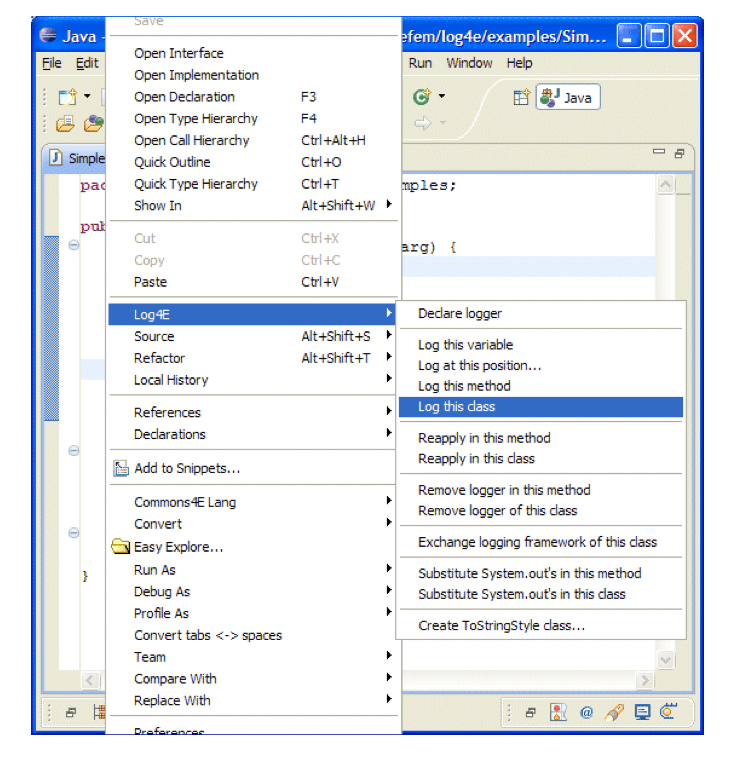 Java - efem/log4e/examples/Sim...
File Edit Run Window Help
Java
Simple
Save
Open Interface
Open Implementation
Open Declaration F3
Open Type Hierarchy F4
Open Call Hierarchy Ctrl+Alt+H
Quick Outline Ctrl+O
Quick Type Hierarchy Ctrl+T
Show In Alt+Shift+W
Cut Ctrl+X
Copy Ctrl+C
Paste Ctrl+V
Log4E
Source Alt+Shift+S
Refactor Alt+Shift+T
Local History
References
Declarations
Add to Snippets...
Commons4E Lang
Convert
Easy Explore...
Run As
Debug As
Profile As
Convert tabs <-> spaces
Team
Compare With
Replace With
Preferences
pac mples;
pub
arg) {
}
Declare logger
Log this variable
Log at this position...
Log this method
Log this class
Reapply in this method
Reapply in this class
Remove logger in this method
Remove logger of this class
Exchange logging framework of this class
Substitute System.out's in this method
Substitute System.out's in this class
Create ToStringStyle class...